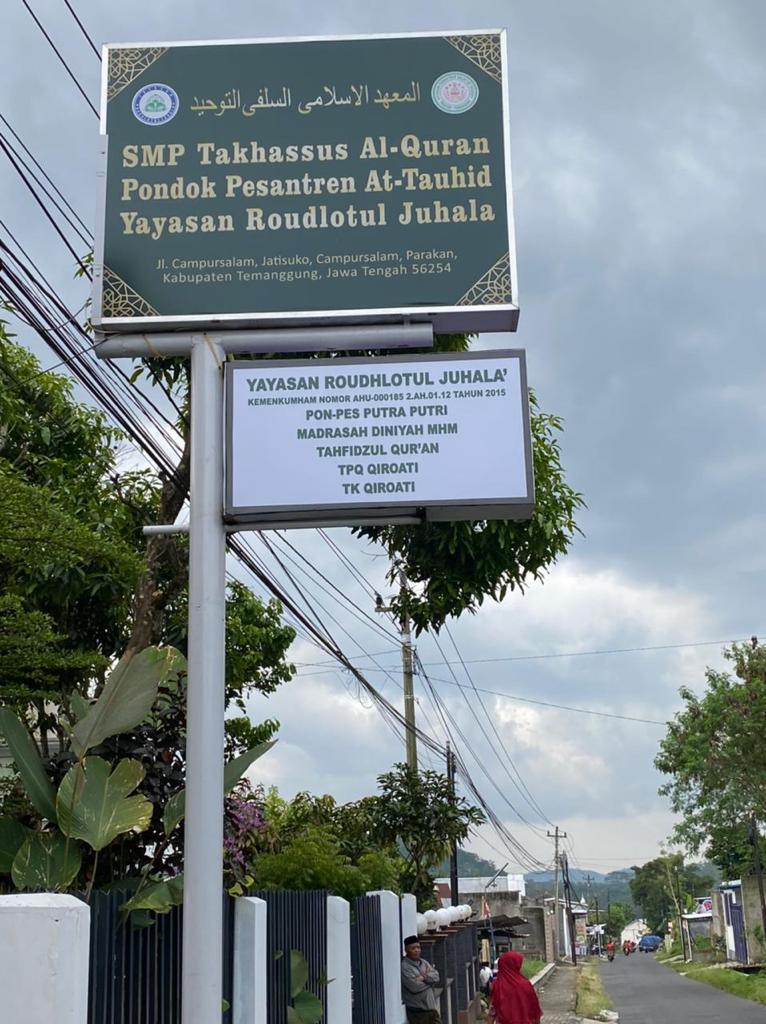 المعهد الاسلامى السلفى التوحيد
SMP Takhassus Al-Quran
Pondok Pesantren At-Tauhid
Yayasan Roudlotul Juhala
Jl. Campursalam, Jatisuko, Campursalam, Parakan,
Kabupaten Temanggung, Jawa Tengah 56254
YAYASAN ROUDHLOTUL JUHALA’
KEMENKUMHAM NOMOR AHU-000185 2.AH.01.12 TAHUN 2015
PON-PES PUTRA PUTRI
MADRASAH DINIYAH MHM
TAHFIDZUL QUR’AN
TPQ QIROATI
TK QIROATI